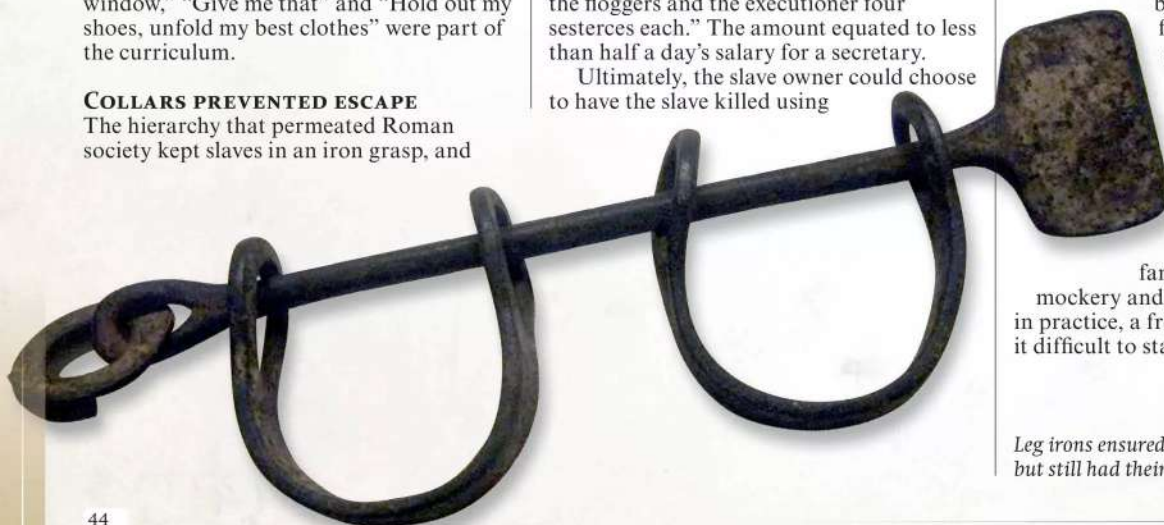 window,” “Give me that” and “Hold out my
shoes, unfold my best clothes” were part of
the curriculum.
COLLARS PREVENTED ESCAPE
The hierarchy that permeated Roman
society kept slaves in an iron grasp, and
the floggers and the executioner four
sesterces each.” The amount equated to less
than half a day’s salary for a secretary.
Ultimately, the slave owner could choose
to have the slave killed using
mockery and
in practice, a fr
it difficult to sta
Leg irons ensured
but still had their
44